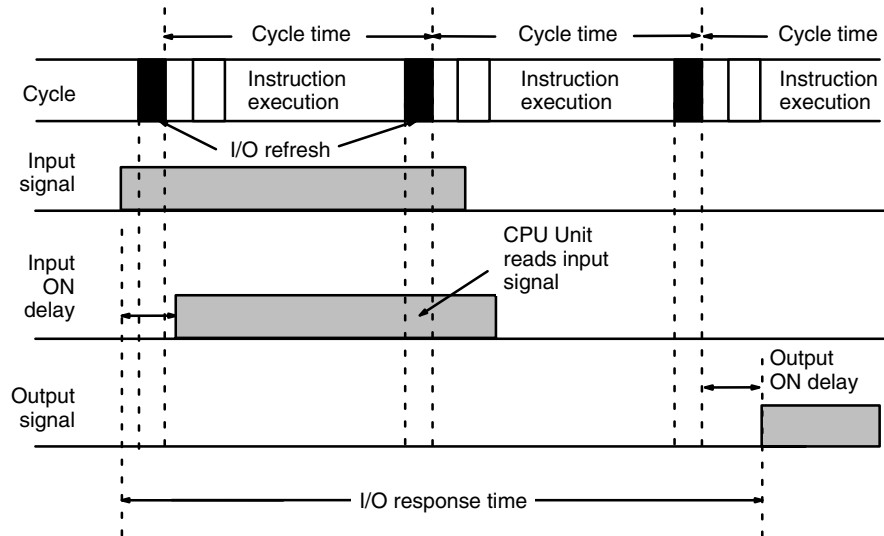 Cycle time
Cycle time
Cycle time
Cycle
Instruction
execution
Instruction
execution
Instruction
execution
I/O refresh
Input
signal
CPU Unit
reads input
signal
Input
ON
delay
Output
ON delay
Output
signal
I/O response time